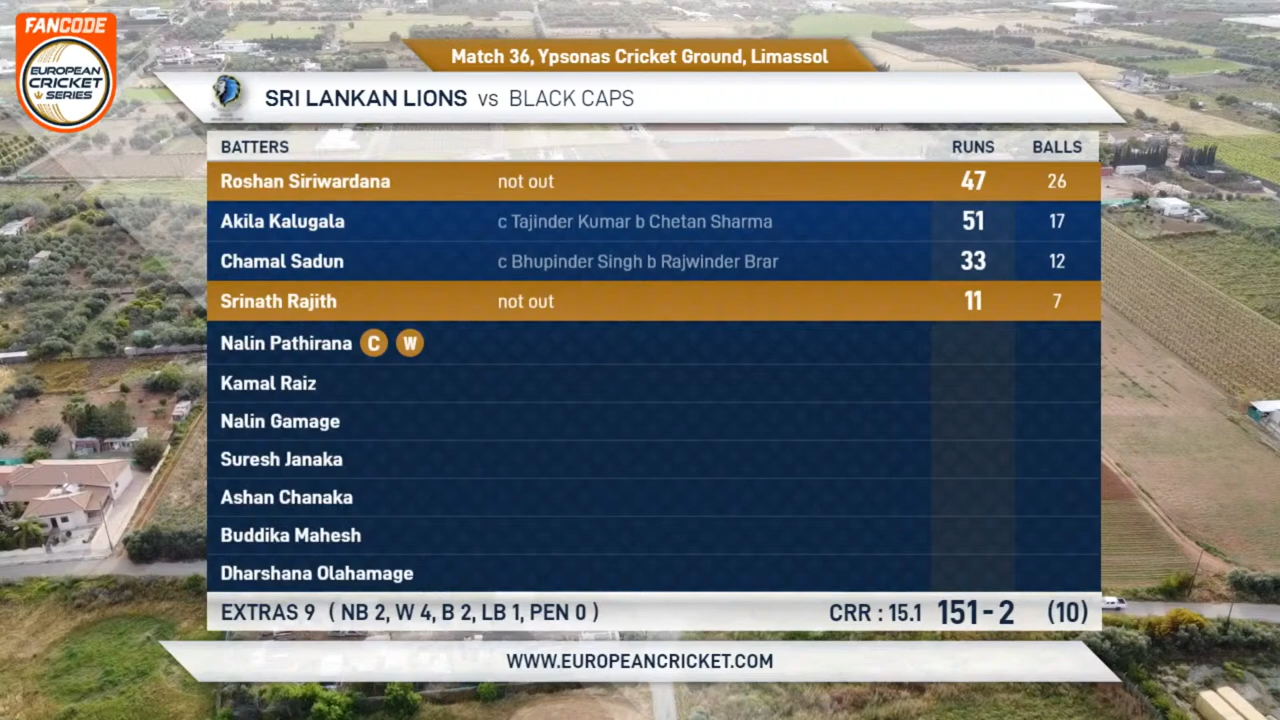 FANCODE
EUROPEAN
CRICKET
SERIES
Match 36, Ypsonas Cricket Ground, Limassol
SRI LANKAN LIONS vs BLACK CAPS
BATTERS RUNS BALLS
Roshan Siriwardana not out 47 26
Akila Kalugala c Tajinder Kumar b Chetan Sharma 51 17
Chamal Sadun c Bhupinder Singh b Rajwinder Brar 33 12
Srinath Rajith not out 11 7
Nalin Pathirana C W
Kamal Raiz
Nalin Gamage
Suresh Janaka
Ashan Chanaka
Buddika Mahesh
Dharshana Olahamage
EXTRAS 9 ( NB 2, W 4, B 2, LB 1, PEN 0 ) CRR : 15.1 151-2 (10)
WWW.EUROPEANCRICKET.COM